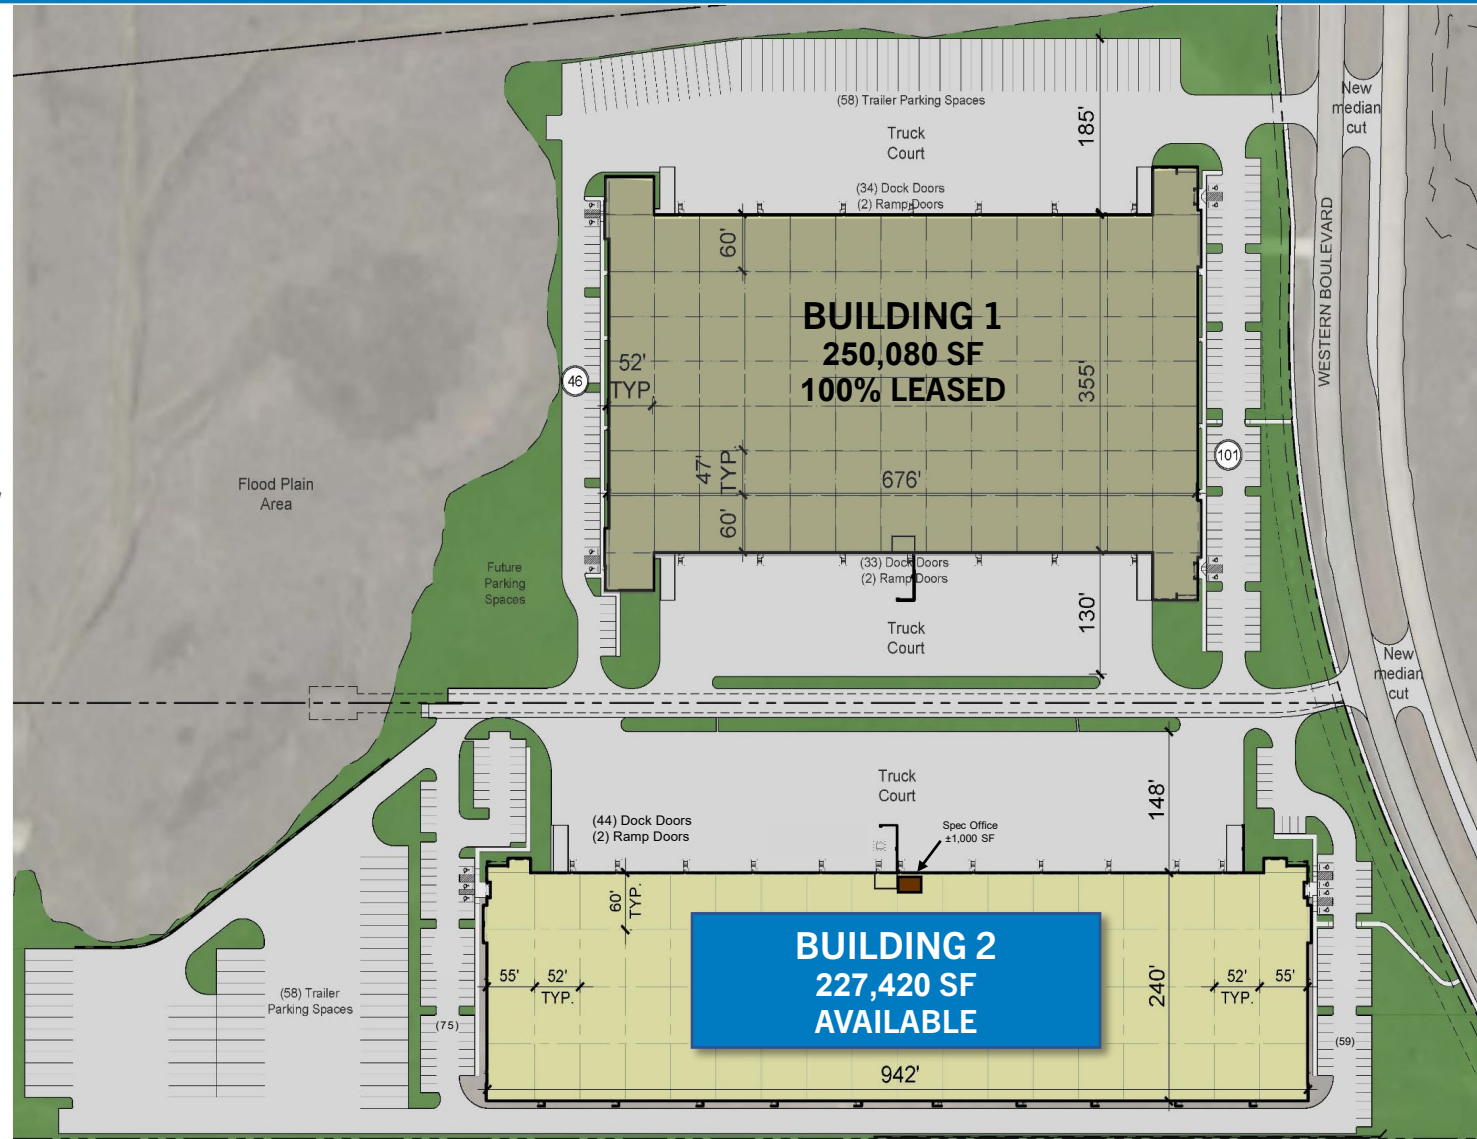 New
median
cut
(58) Trailer Parking Spaces
185'
Truck
Court
(34) Dock Doors
(2) Ramp Doors
60'
WESTERN BOULEVARD
BUILDING 1
250,080 SF
100% LEASED
52'
TYP.
46
355'
47'
TYP.
676'
101
Flood Plain
Area
60'
(33) Dock Doors
(2) Ramp Doors
Future
Parking
Spaces
130'
Truck
Court
New
median
cut
Truck
Court
148'
(44) Dock Doors
(2) Ramp Doors
Spec Office
±1,000 SF
60'
TYP.
BUILDING 2
227,420 SF
AVAILABLE
55'
52'
TYP.
240'
52'
TYP.
55'
(58) Trailer
Parking Spaces
(75)
(59)
942'